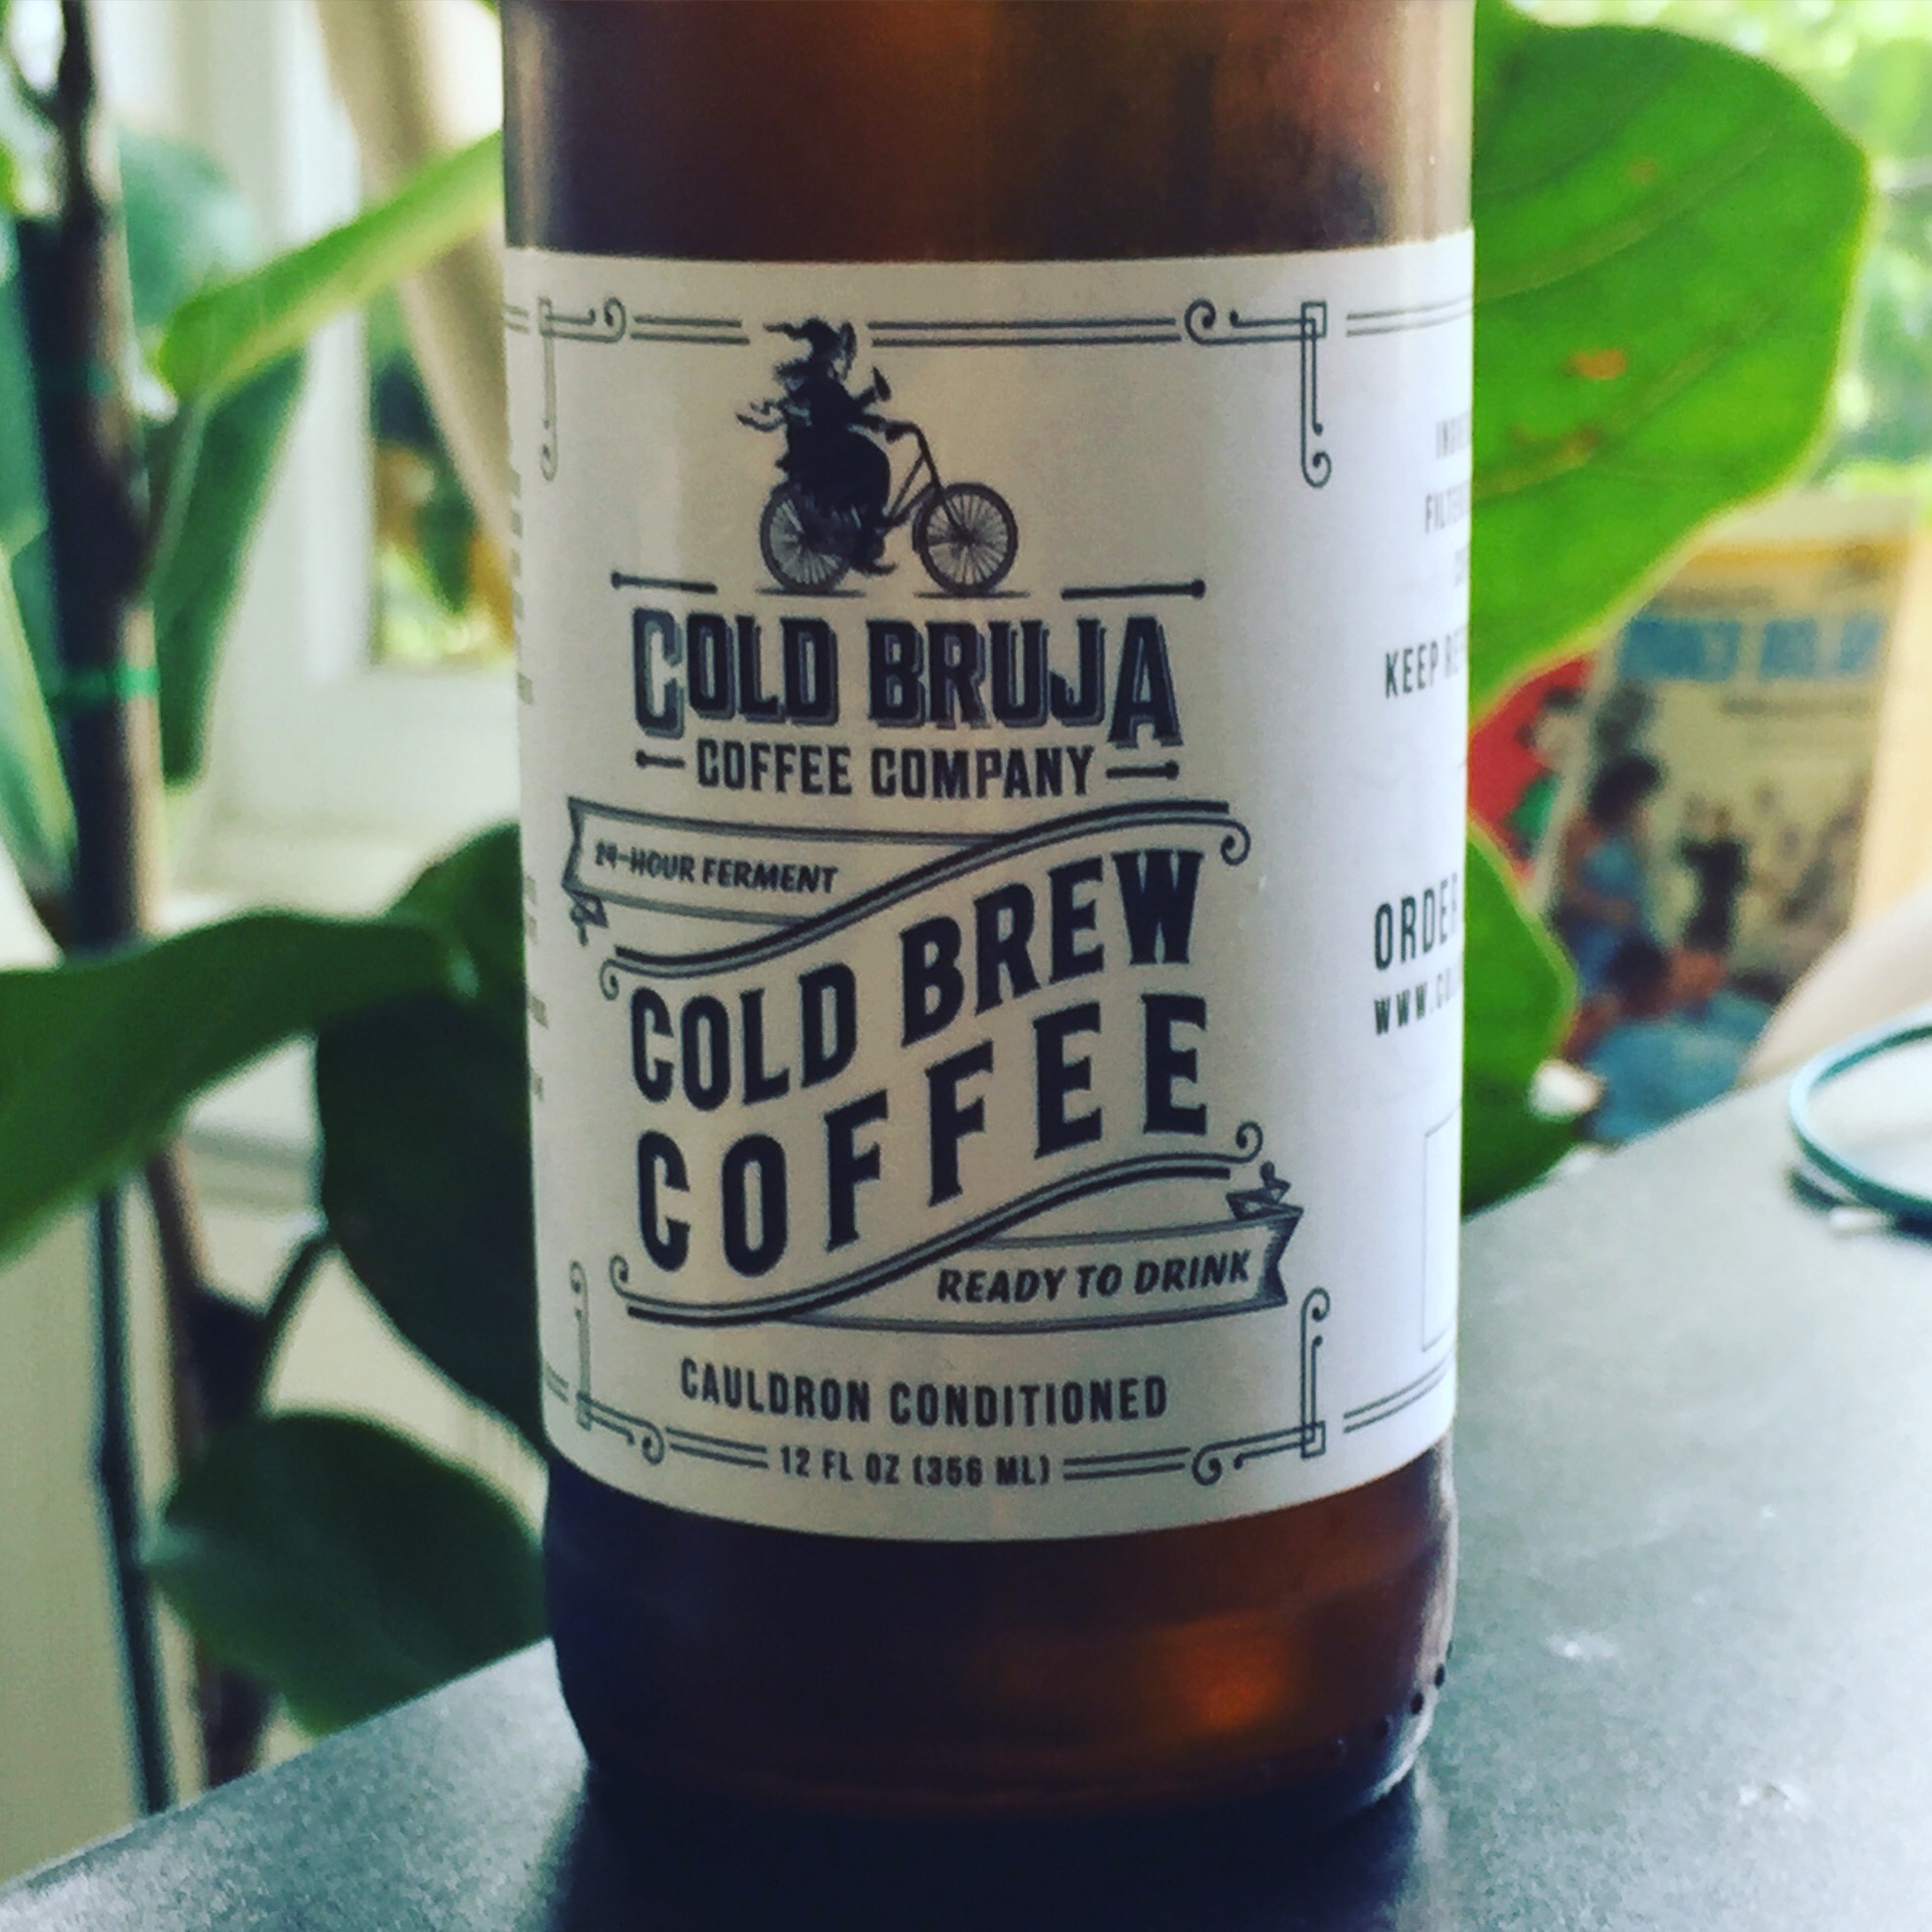 COLD BRUJA
COFFEE COMPANY
24-HOUR FERMENT
COLD BREW
COFFEE
READY TO DRINK
CAULDRON CONDITIONED
12 FL OZ (356 ML)
KEEP
ORDER